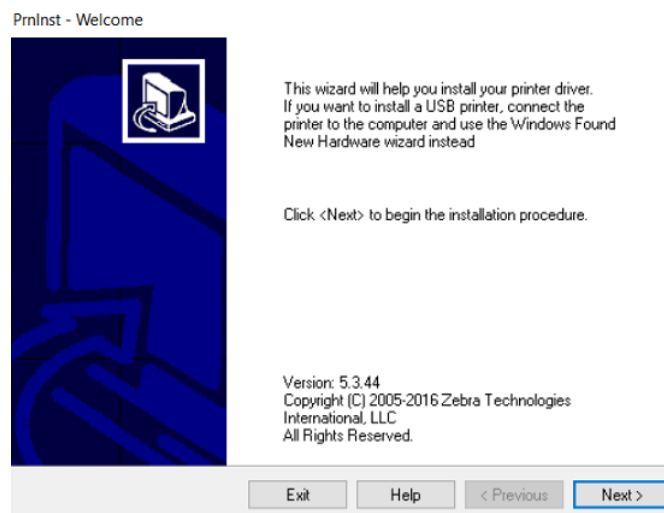 PrnInst - Welcome
This wizard will help you install your printer driver.
If you want to install a USB printer, connect the
printer to the computer and use the Windows Found
New Hardware wizard instead
Click <Next> to begin the installation procedure.
Version: 5.3.44
Copyright (C) 2005-2016 Zebra Technologies
International, LLC
All Rights Reserved.
Exit Help < Previous Next >